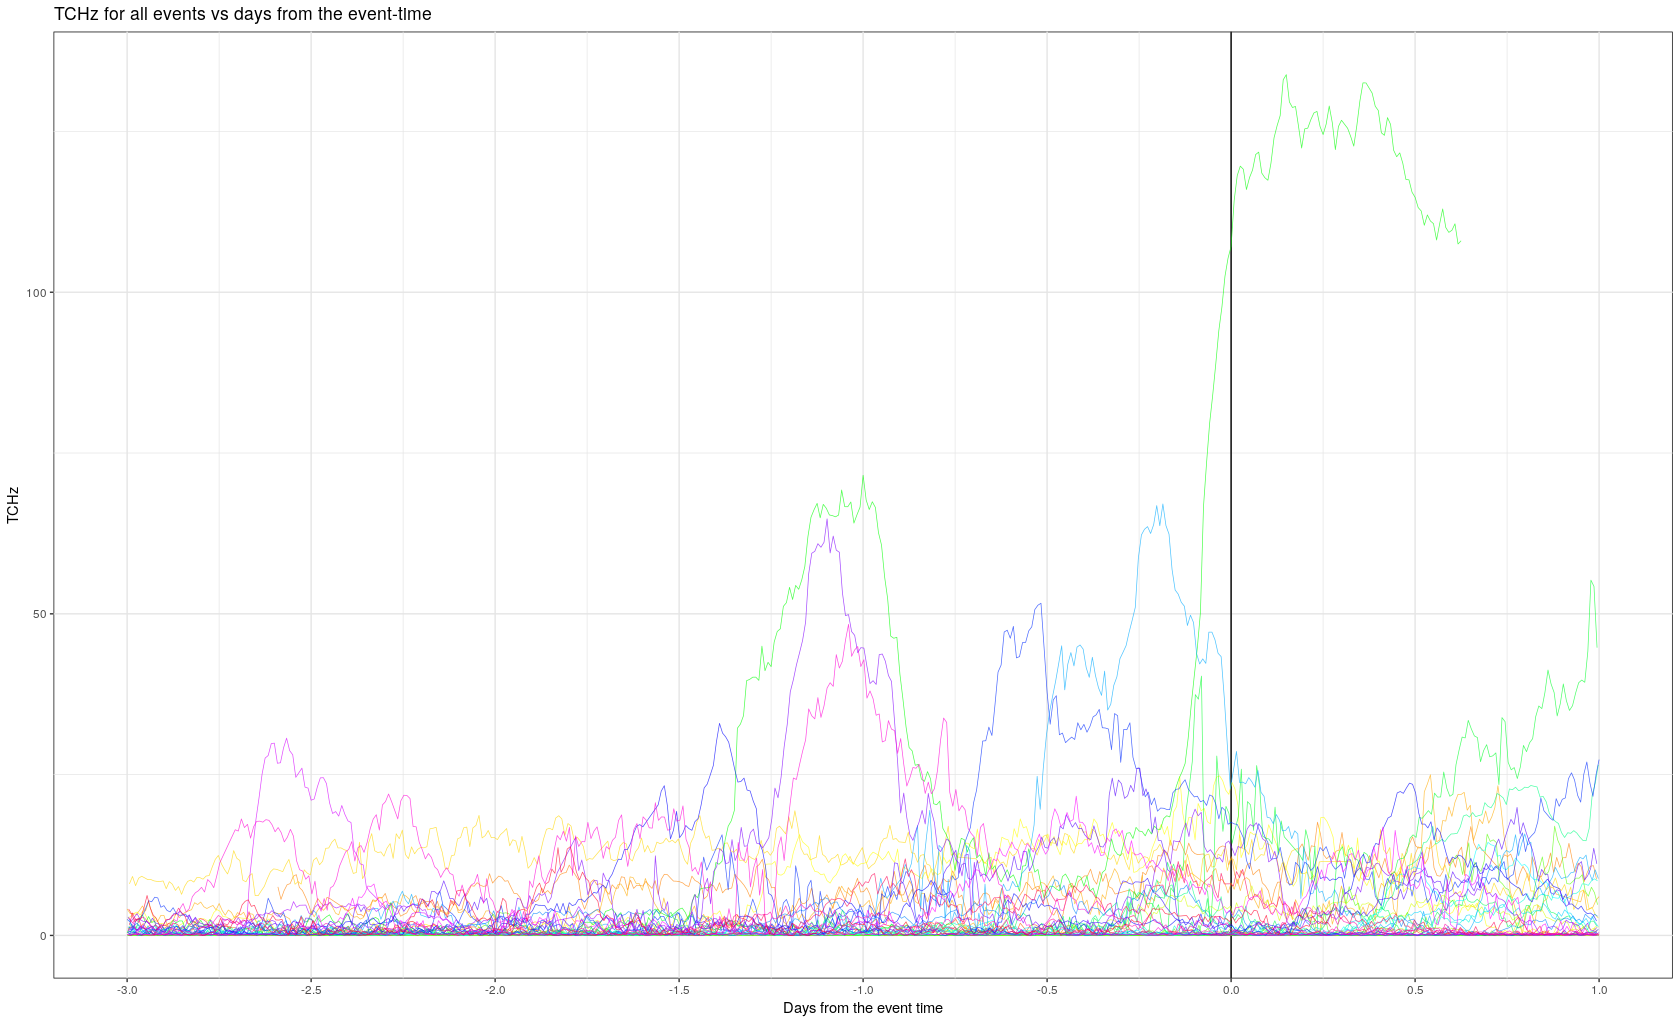 TCHz for all events vs days from the event-time
TCHz
100
50
0
-3.0 -2.5 -2.0 -1.5 -1.0 -0.5 0.0 0.5 1.0
Days from the event time